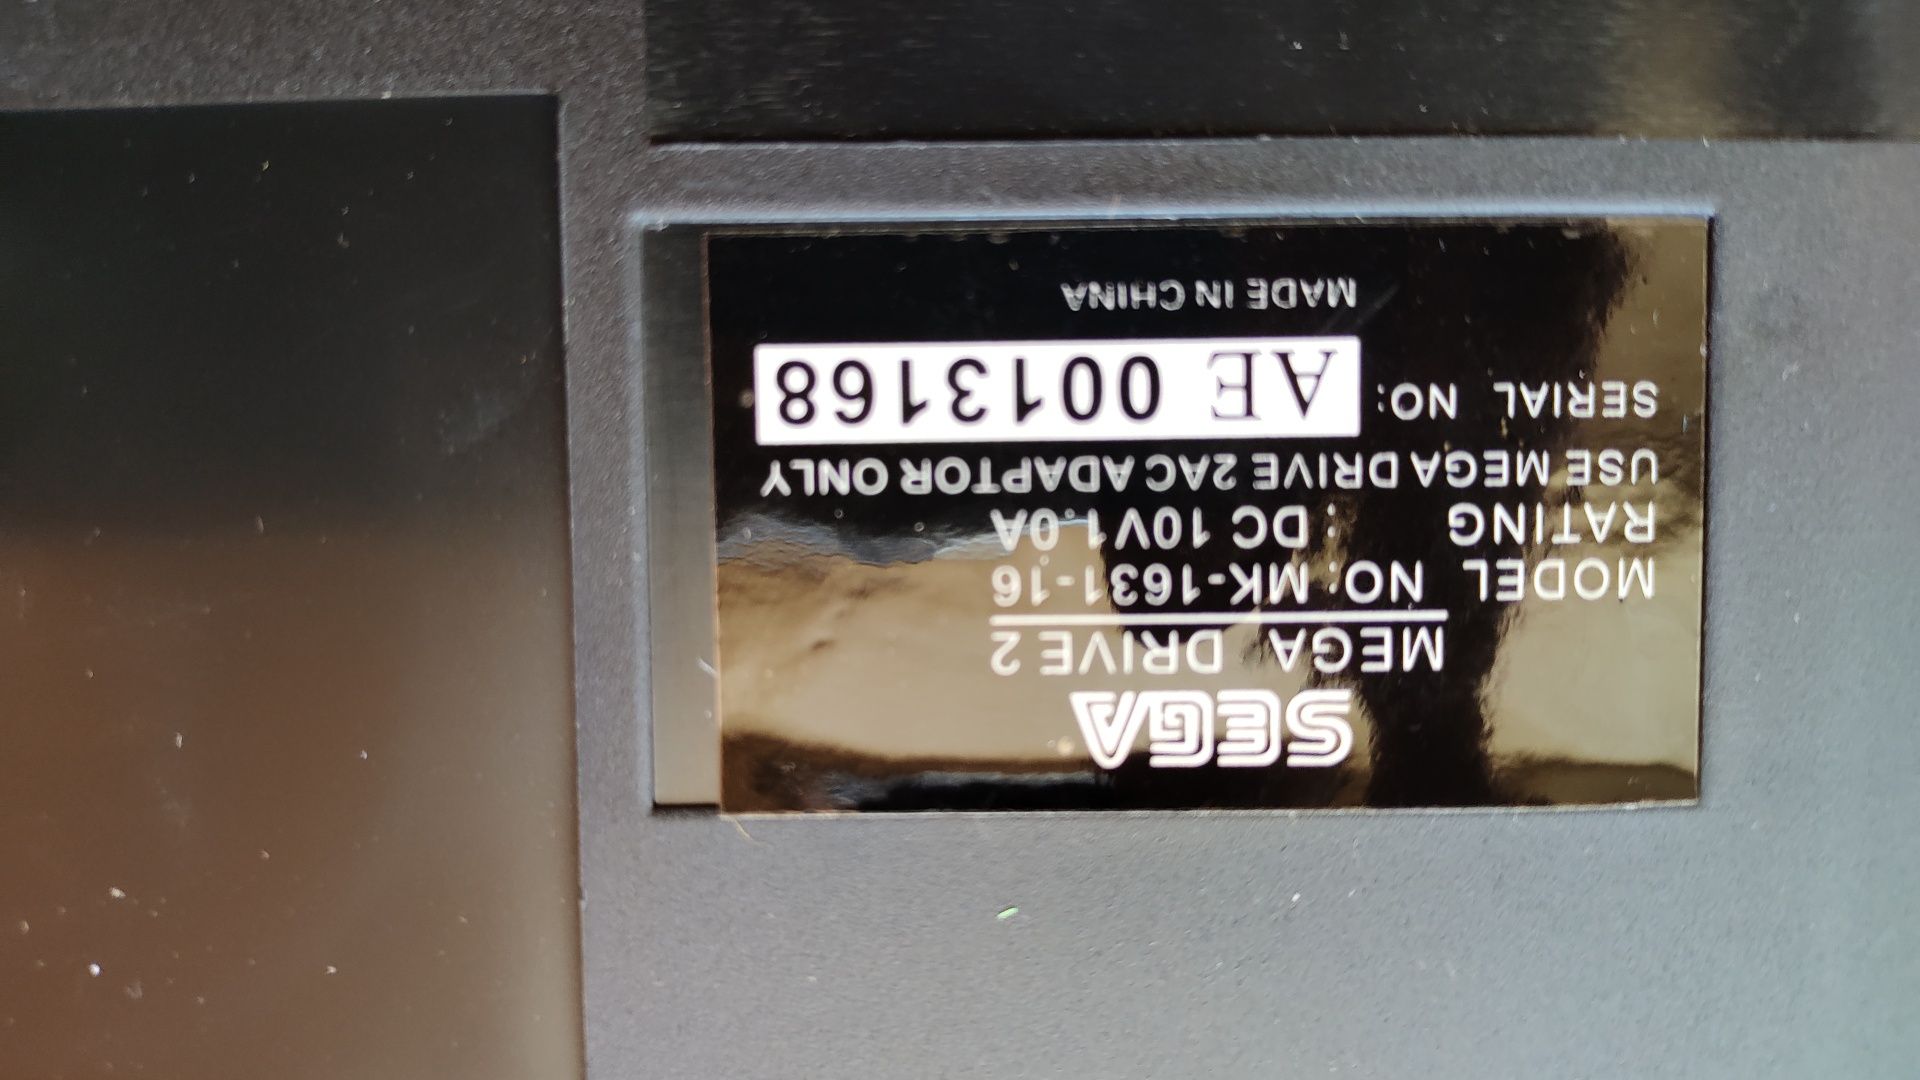 SEGA
MEGA DRIVE 2
MODEL NO: MK-1631-16
RATING : DC 10V1.0A
USE MEGA DRIVE 2AC ADAPTOR ONLY
SERIAL NO: AE 0013168
MADE IN CHINA